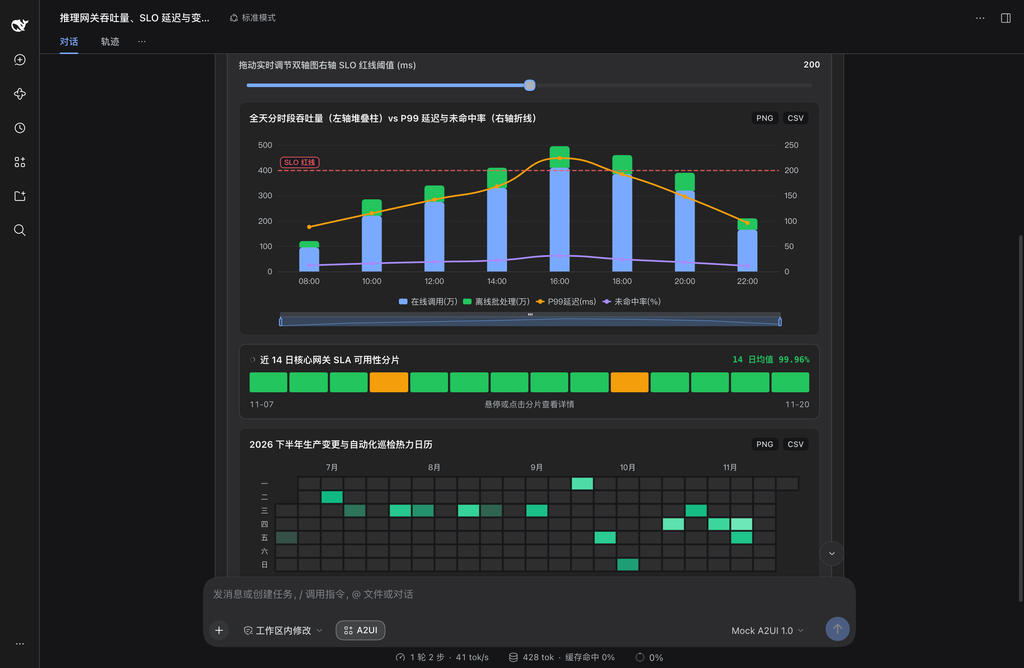 推理网关吞吐量、SLO 延迟与变...
标准模式
对话
轨迹
拖动实时调节双轴图右轴 SLO 红线阈值 (ms)
200
全天分时段吞吐量（左轴堆叠柱）vs P99 延迟与未命中率（右轴折线）
PNG
CSV
500
250
SLO 红线
400
200
300
150
200
100
100
50
0
0
08:00
10:00
12:00
14:00
16:00
18:00
20:00
22:00
在线调用(万)
离线批处理(万)
P99延迟(ms)
未命中率(%)
近 14 日核心网关 SLA 可用性分片
14 日均值 99.96%
11-07
悬停或点击分片查看详情
11-20
2026 下半年生产变更与自动化巡检热力日历
PNG
CSV
7月
8月
9月
10月
11月
一
二
三
四
五
六
日
发消息或创建任务, / 调用指令, @ 文件或对话
工作区内修改
A2UI
Mock A2UI 1.0
1 轮 2 步 · 41 tok/s
428 tok · 缓存命中 0%
0%